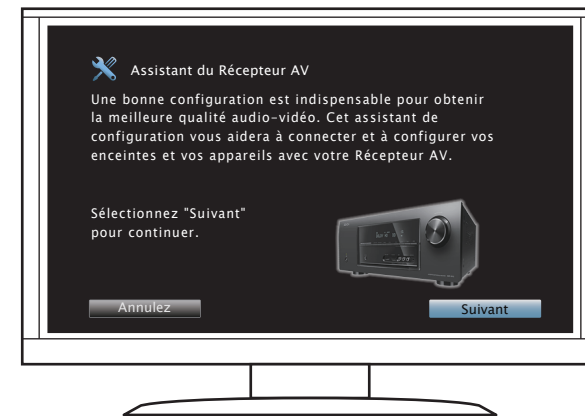 Assistant du Récepteur AV
Une bonne configuration est indispensable pour obtenir
la meilleure qualité audio-vidéo. Cet assistant de
configuration vous aidera à connecter et à configurer vos
enceintes et vos appareils avec votre Récepteur AV.
Sélectionnez "Suivant"
pour continuer.
Annulez
Suivant